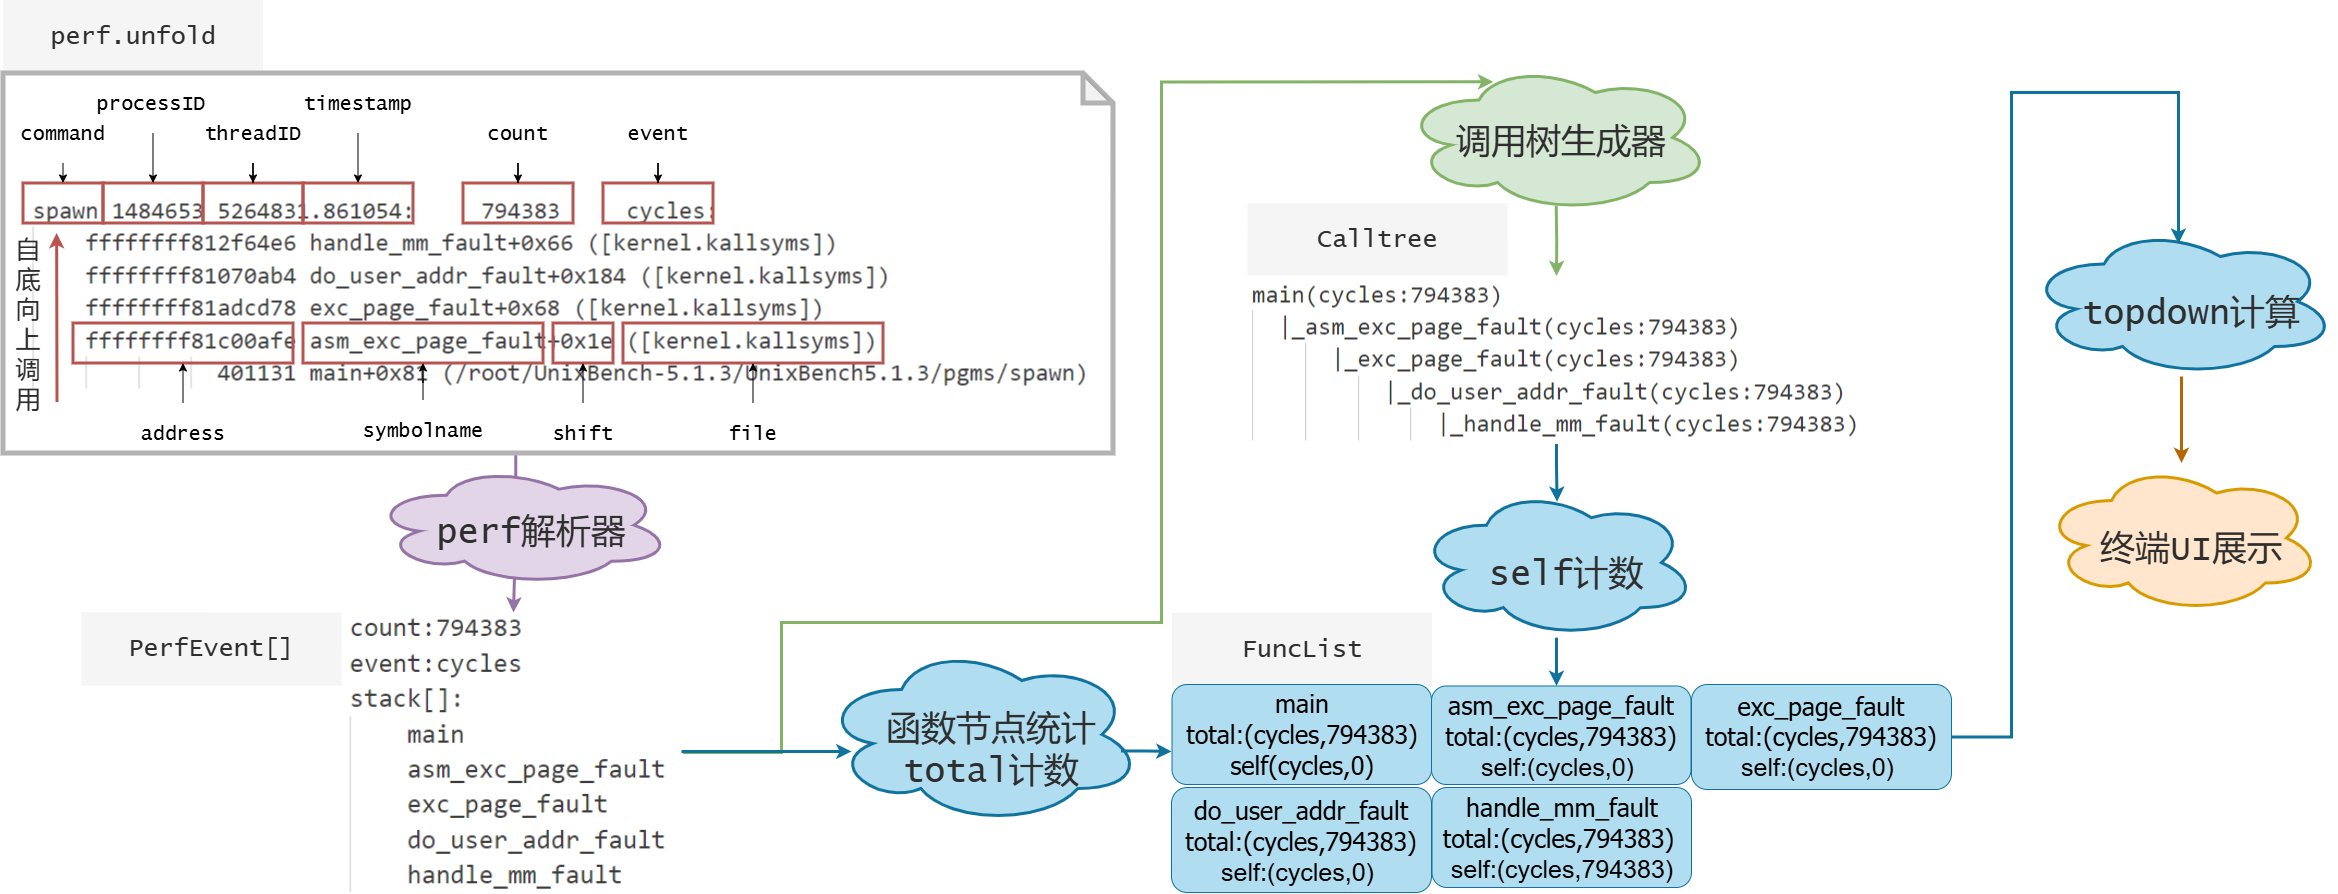 perf.unfold
processID
timestamp
command
threadID
count
event
spawn 1484653 5264831.861054: 794383 cycles:
ffffffff812f64e6 handle_mm_fault+0x66 ([kernel.kallsyms])
ffffffff81070ab4 do_user_addr_fault+0x184 ([kernel.kallsyms])
ffffffff81adcd78 exc_page_fault+0x68 ([kernel.kallsyms])
ffffffff81c00afe asm_exc_page_fault+0x1e ([kernel.kallsyms])
401131 main+0x81 (/root/UnixBench-5.1.3/UnixBench5.1.3/pgms/spawn)
自底向上调用
address
symbolname
shift
file
perf解析器
PerfEvent[]
count:794383
event:cycles
stack[]:
main
asm_exc_page_fault
exc_page_fault
do_user_addr_fault
handle_mm_fault
函数节点统计
total计数
调用树生成器
Calltree
main(cycles:794383)
|_asm_exc_page_fault(cycles:794383)
|_exc_page_fault(cycles:794383)
|_do_user_addr_fault(cycles:794383)
|_handle_mm_fault(cycles:794383)
self计数
FuncList
main
total:(cycles,794383)
self(cycles,0)
asm_exc_page_fault
total:(cycles,794383)
self:(cycles,0)
exc_page_fault
total:(cycles,794383)
self:(cycles,0)
do_user_addr_fault
total:(cycles,794383)
self:(cycles,0)
handle_mm_fault
total:(cycles,794383)
self:(cycles,794383)
topdown计算
终端UI展示